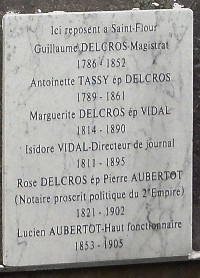 Ici reposent à Saint-Flour
Guillaume DELCROS Magistrat
1786 - 1852
Antoinette TASSY ép DELCROS
1789 - 1861
Marguerite DELCROS ép VIDAL
1814 - 1890
Isidore VIDAL-Directeur de journal
1811 - 1895
Rose DELCROS ép Pierre AUBERTOT
(Notaire proscrit politique du 2°Empire)
1821 - 1902
Lucien AUBERTOT-Haut fonctionnaire
1853 - 1905